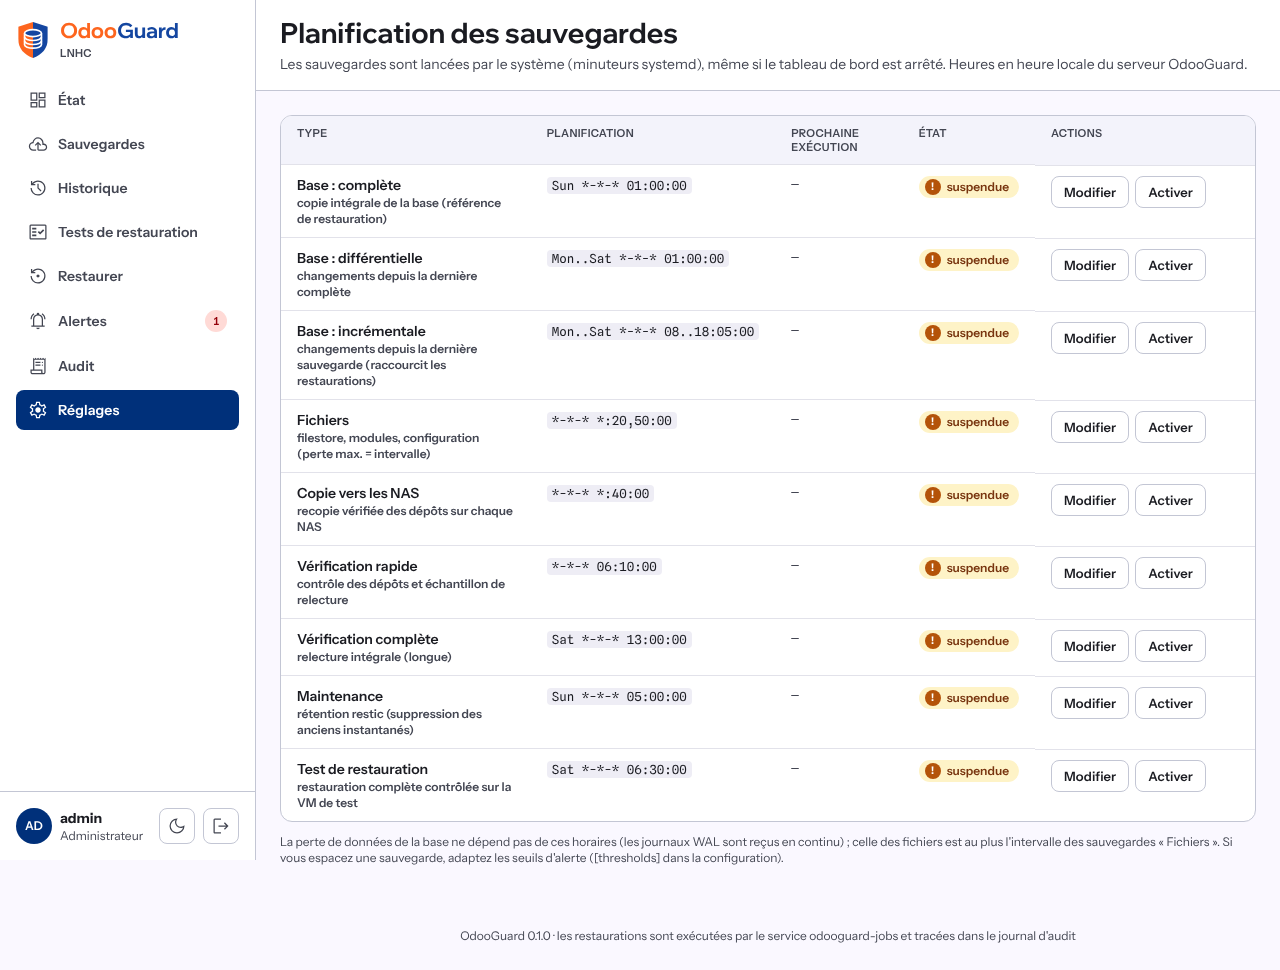 OdooGuard
LNHC
État
Sauvegardes
Historique
Tests de restauration
Restaurer
Alertes
1
Audit
Réglages
AD
admin
Administrateur
Planification des sauvegardes
Les sauvegardes sont lancées par le système (minuteurs systemd), même si le tableau de bord est arrêté. Heures en heure locale du serveur OdooGuard.
TYPE PLANIFICATION PROCHAINE EXÉCUTION ÉTAT ACTIONS
Base : complète Sun *-*-* 01:00:00 — ! suspendue Modifier Activer
copie intégrale de la base (référence
de restauration)
Base : différentielle Mon..Sat *-*-* 01:00:00 — ! suspendue Modifier Activer
changements depuis la dernière
complète
Base : incrémentale Mon..Sat *-*-* 08..18:05:00 — ! suspendue Modifier Activer
changements depuis la dernière
sauvegarde (raccourcit les
restaurations)
Fichiers *-*-* *:20,50:00 — ! suspendue Modifier Activer
filestore, modules, configuration
(perte max. = intervalle)
Copie vers les NAS *-*-* *:40:00 — ! suspendue Modifier Activer
recopie vérifiée des dépôts sur chaque
NAS
Vérification rapide *-*-* 06:10:00 — ! suspendue Modifier Activer
contrôle des dépôts et échantillon de
relecture
Vérification complète Sat *-*-* 13:00:00 — ! suspendue Modifier Activer
relecture intégrale (longue)
Maintenance Sun *-*-* 05:00:00 — ! suspendue Modifier Activer
rétention restic (suppression des
anciens instantanés)
Test de restauration Sat *-*-* 06:30:00 — ! suspendue Modifier Activer
restauration complète contrôlée sur la
VM de test
La perte de données de la base ne dépend pas de ces horaires (les journaux WAL sont reçus en continu) ; celle des fichiers est au plus l'intervalle des sauvegardes « Fichiers ». Si
vous espacez une sauvegarde, adaptez les seuils d'alerte ([thresholds] dans la configuration).
OdooGuard 0.1.0 · les restaurations sont exécutées par le service odooguard-jobs et tracées dans le journal d'audit